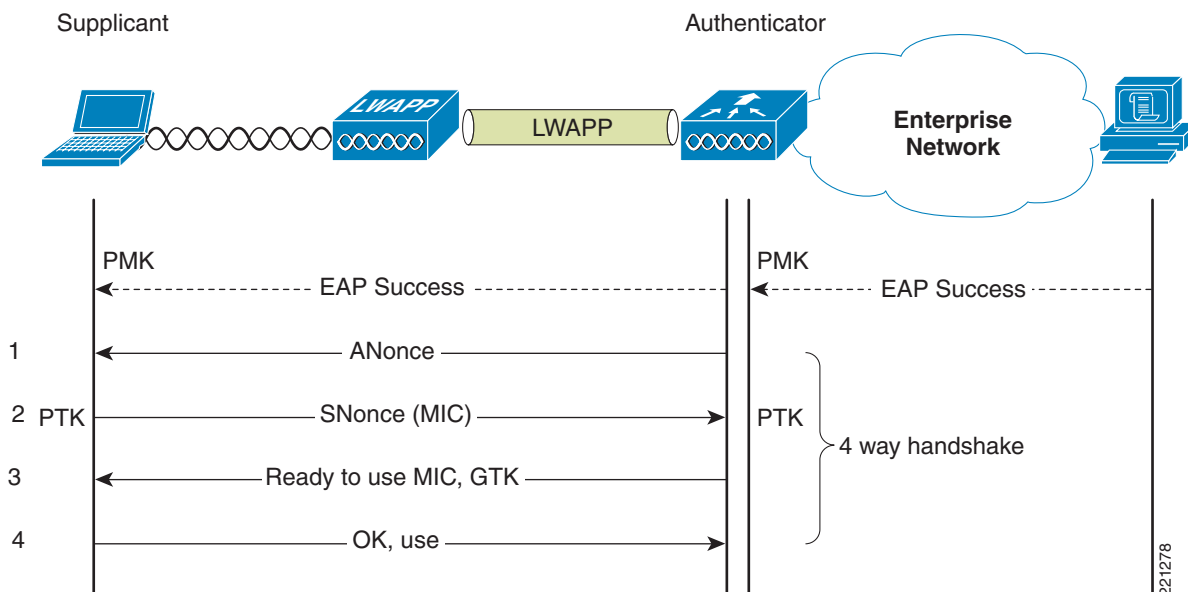 Supplicant
Authenticator
LWAPP
LWAPP
Enterprise
Network
PMK
EAP Success
PMK
EAP Success
1
ANonce
2
PTK
SNonce (MIC)
PTK
4 way handshake
3
Ready to use MIC, GTK
4
OK, use
221278